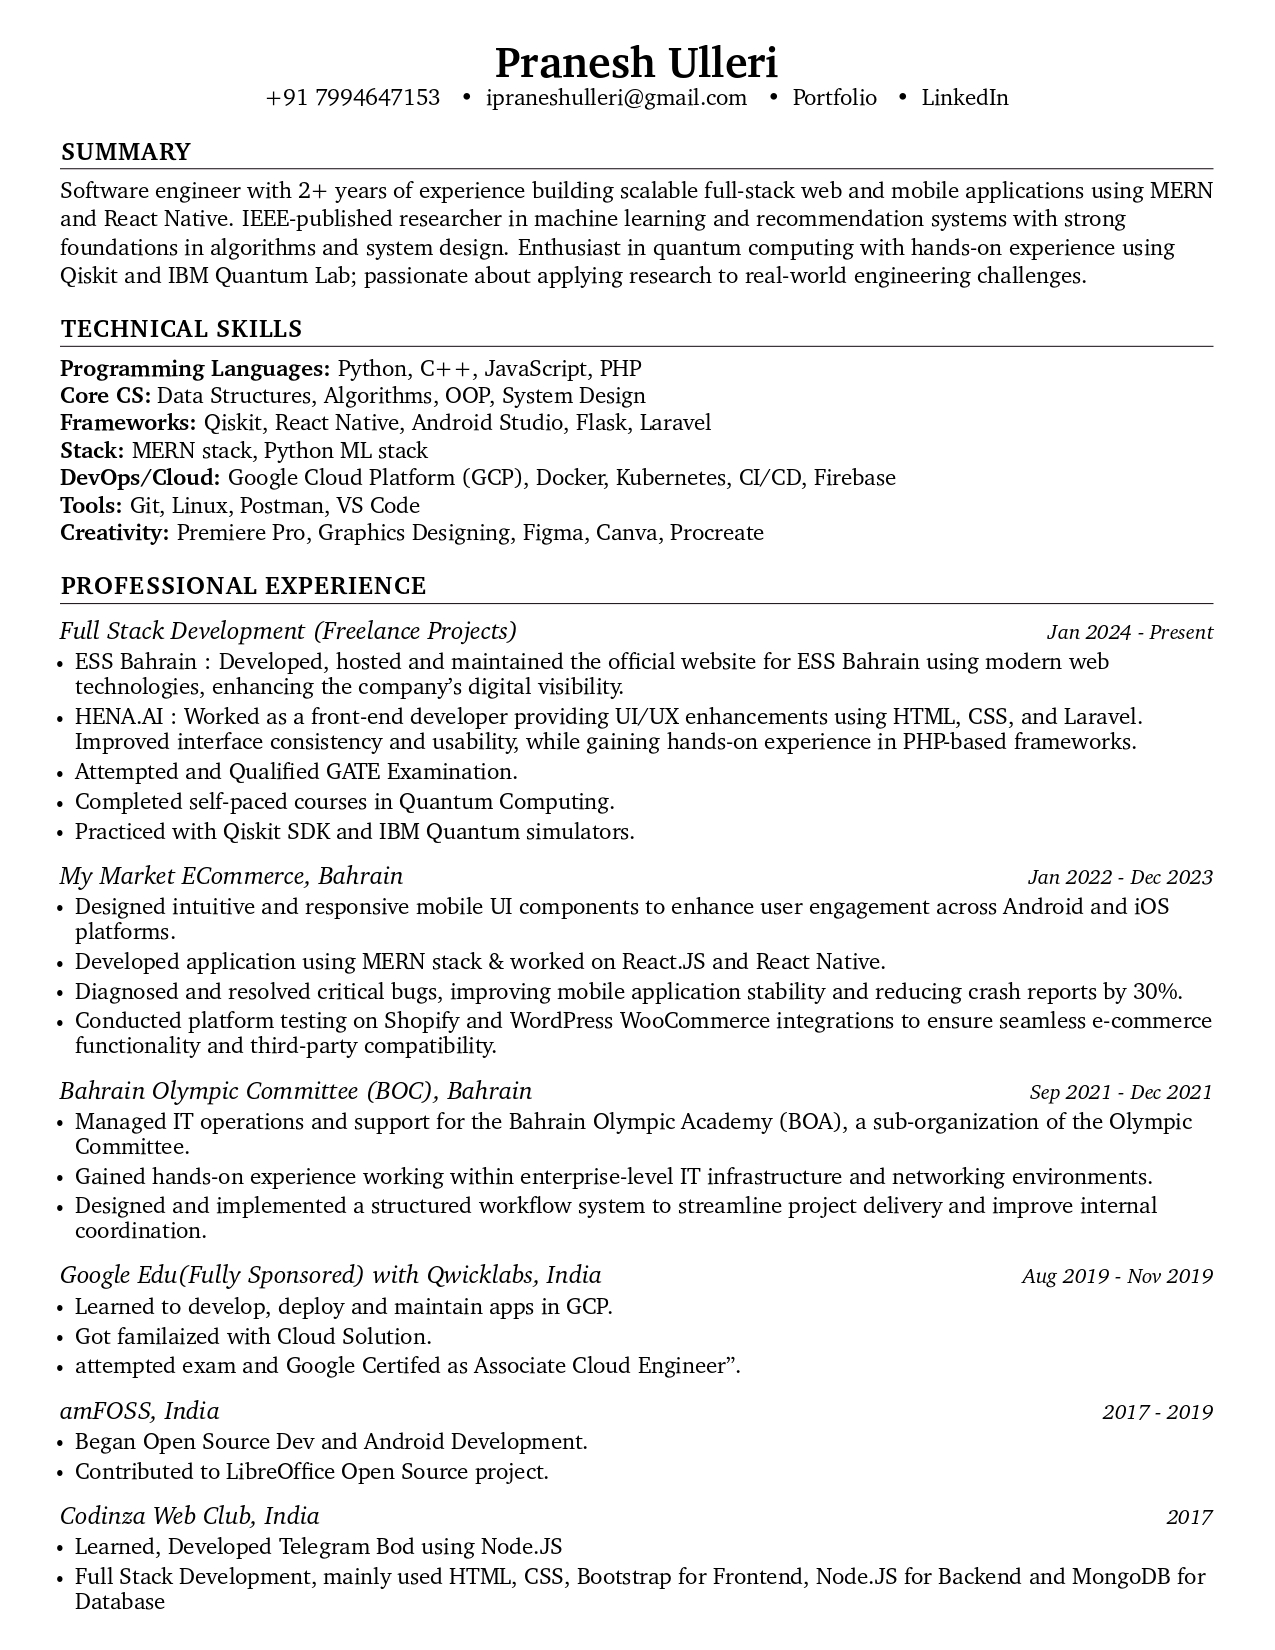 Pranesh Ulleri
+91 7994647153 • ipraneshulleri@gmail.com • Portfolio • LinkedIn
SUMMARY
Software engineer with 2+ years of experience building scalable full-stack web and mobile applications using MERN
and React Native. IEEE-published researcher in machine learning and recommendation systems with strong
foundations in algorithms and system design. Enthusiast in quantum computing with hands-on experience using
Qiskit and IBM Quantum Lab; passionate about applying research to real-world engineering challenges.
TECHNICAL SKILLS
Programming Languages: Python, C++, JavaScript, PHP
Core CS: Data Structures, Algorithms, OOP, System Design
Frameworks: Qiskit, React Native, Android Studio, Flask, Laravel
Stack: MERN stack, Python ML stack
DevOps/Cloud: Google Cloud Platform (GCP), Docker, Kubernetes, CI/CD, Firebase
Tools: Git, Linux, Postman, VS Code
Creativity: Premiere Pro, Graphics Designing, Figma, Canva, Procreate
PROFESSIONAL EXPERIENCE
Full Stack Development (Freelance Projects) Jan 2024 - Present
• ESS Bahrain : Developed, hosted and maintained the official website for ESS Bahrain using modern web
technologies, enhancing the company’s digital visibility.
• HENA.AI : Worked as a front-end developer providing UI/UX enhancements using HTML, CSS, and Laravel.
Improved interface consistency and usability, while gaining hands-on experience in PHP-based frameworks.
• Attempted and Qualified GATE Examination.
• Completed self-paced courses in Quantum Computing.
• Practiced with Qiskit SDK and IBM Quantum simulators.
My Market ECommerce, Bahrain Jan 2022 - Dec 2023
• Designed intuitive and responsive mobile UI components to enhance user engagement across Android and iOS
platforms.
• Developed application using MERN stack & worked on React.JS and React Native.
• Diagnosed and resolved critical bugs, improving mobile application stability and reducing crash reports by 30%.
• Conducted platform testing on Shopify and WordPress WooCommerce integrations to ensure seamless e-commerce
functionality and third-party compatibility.
Bahrain Olympic Committee (BOC), Bahrain Sep 2021 - Dec 2021
• Managed IT operations and support for the Bahrain Olympic Academy (BOA), a sub-organization of the Olympic
Committee.
• Gained hands-on experience working within enterprise-level IT infrastructure and networking environments.
• Designed and implemented a structured workflow system to streamline project delivery and improve internal
coordination.
Google Edu(Fully Sponsored) with Qwicklabs, India Aug 2019 - Nov 2019
• Learned to develop, deploy and maintain apps in GCP.
• Got familaized with Cloud Solution.
• attempted exam and Google Certifed as Associate Cloud Engineer”.
amFOSS, India 2017 - 2019
• Began Open Source Dev and Android Development.
• Contributed to LibreOffice Open Source project.
Codinza Web Club, India 2017
• Learned, Developed Telegram Bod using Node.JS
• Full Stack Development, mainly used HTML, CSS, Bootstrap for Frontend, Node.JS for Backend and MongoDB for
Database